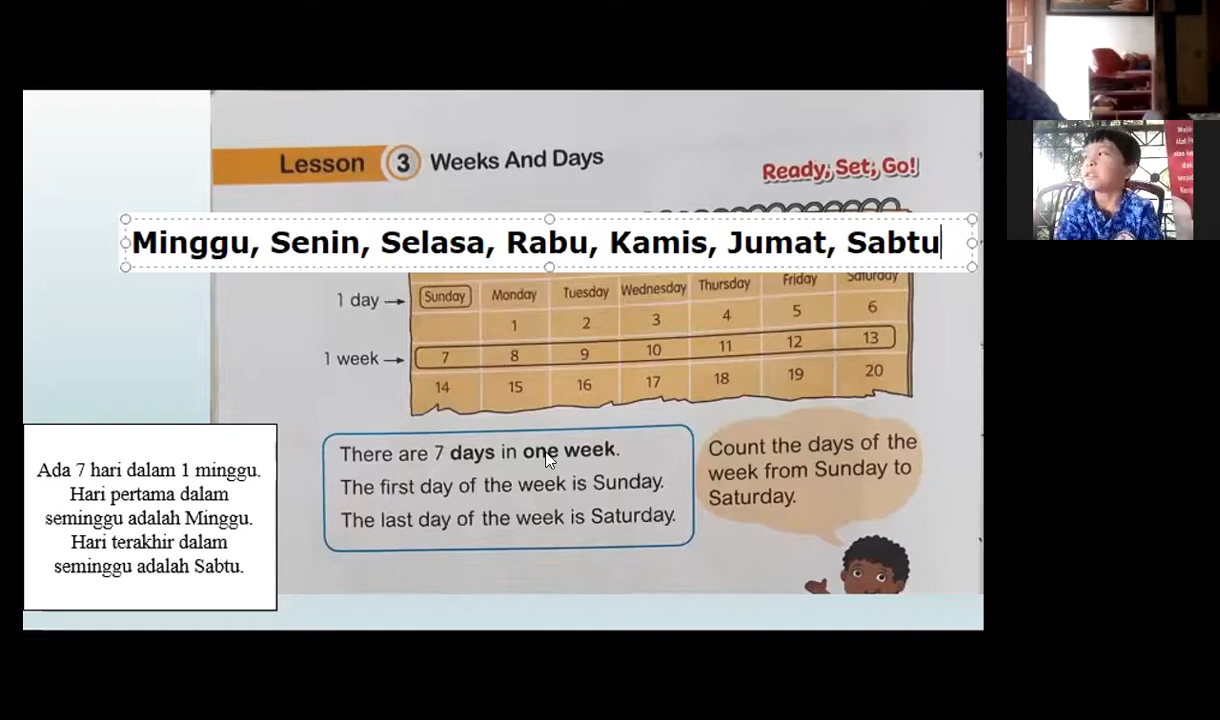 Lesson 3 Weeks And Days
Ready, Set, Go!
Minggu, Senin, Selasa, Rabu, Kamis, Jumat, Sabtu
1 day → Sunday Monday Tuesday Wednesday Thursday Friday Saturday
1 2 3 4 5 6
1 week → 7 8 9 10 11 12 13
14 15 16 17 18 19 20
Ada 7 hari dalam 1 minggu.
Hari pertama dalam
seminggu adalah Minggu.
Hari terakhir dalam
seminggu adalah Sabtu.
There are 7 days in one week.
The first day of the week is Sunday.
The last day of the week is Saturday.
Count the days of the
week from Sunday to
Saturday.